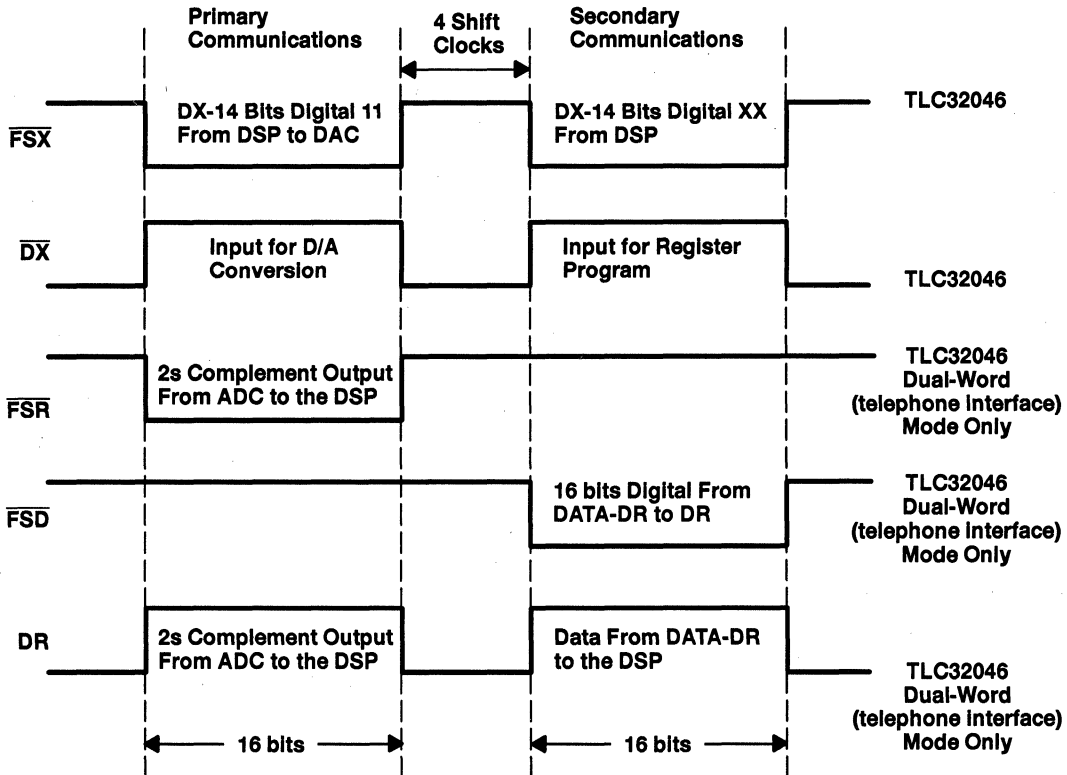 Primary
Communications
4 Shift
Clocks
Secondary
Communications
FSX
DX-14 Bits Digital 11
From DSP to DAC
DX-14 Bits Digital XX
From DSP
TLC32046
DX
Input for D/A
Conversion
Input for Register
Program
TLC32046
FSR
2s Complement Output
From ADC to the DSP
TLC32046
Dual-Word
(telephone interface)
Mode Only
FSD
16 bits Digital From
DATA-DR to DR
TLC32046
Dual-Word
(telephone interface)
Mode Only
DR
2s Complement Output
From ADC to the DSP
Data From DATA-DR
to the DSP
TLC32046
Dual-Word
(telephone interface)
Mode Only
16 bits
16 bits